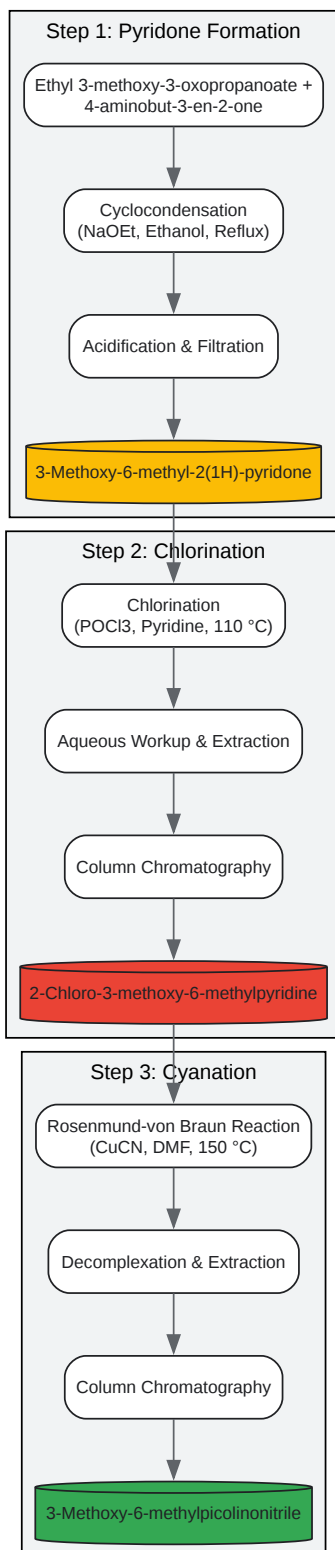 Step 1: Pyridone Formation
Ethyl 3-methoxy-3-oxopropanoate +
4-aminobut-3-en-2-one
Cyclocondensation
(NaOEt, Ethanol, Reflux)
Acidification & Filtration
3-Methoxy-6-methyl-2(1H)-pyridone
Step 2: Chlorination
Chlorination
(POCl3, Pyridine, 110 °C)
Aqueous Workup & Extraction
Column Chromatography
2-Chloro-3-methoxy-6-methylpyridine
Step 3: Cyanation
Rosenmund-von Braun Reaction
(CuCN, DMF, 150 °C)
Decomplexation & Extraction
Column Chromatography
3-Methoxy-6-methylpicolinonitrile